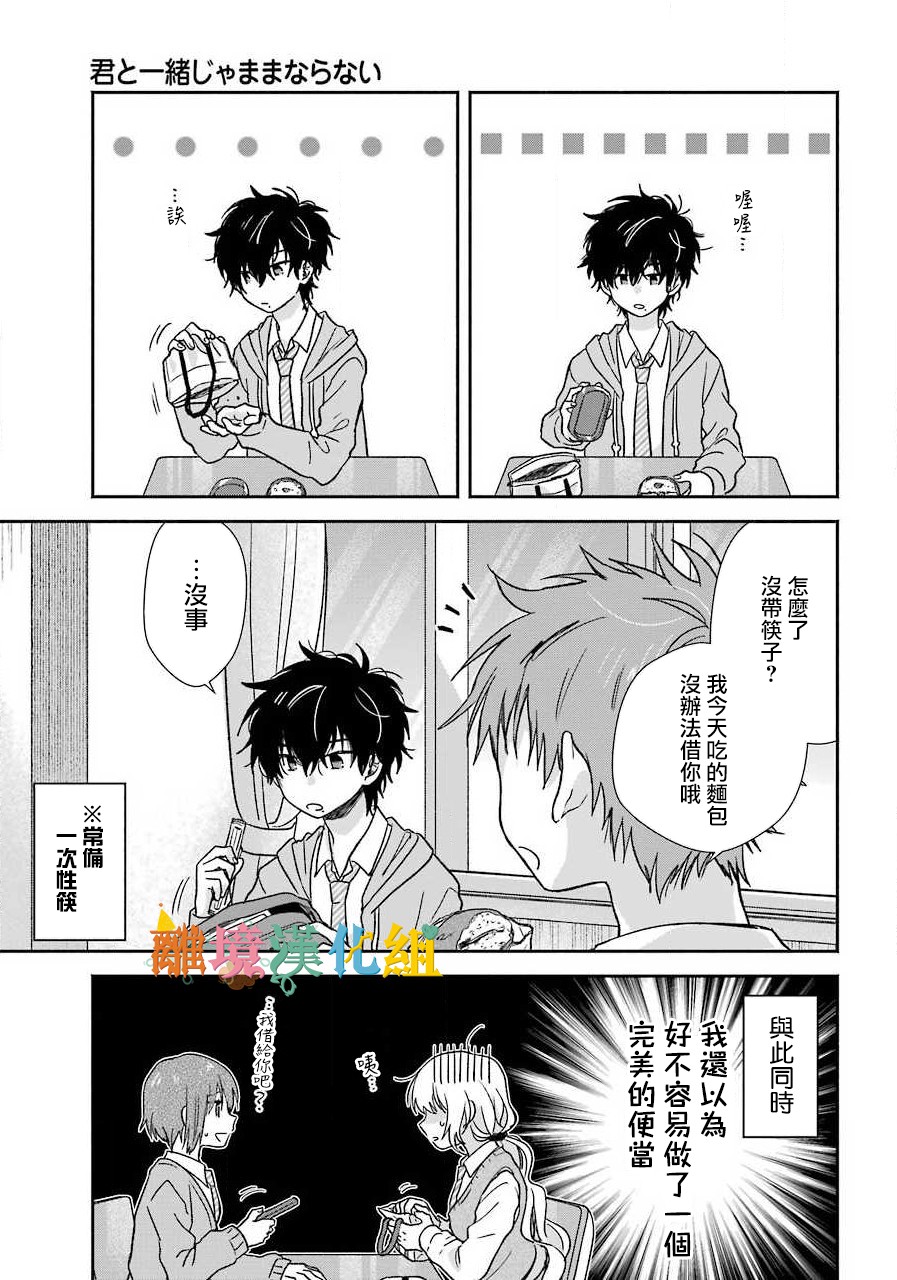 君と一緒じゃままならない
喔
喔…
…誒
怎麼了
沒帶筷子?
我今天吃的麵包
沒辦法借你哦
…沒事
※常備
一次性筷
離境漢化組
與此同時
我還以為
好不容易做了一個
完美的便當
咦…
…我借給你吧?